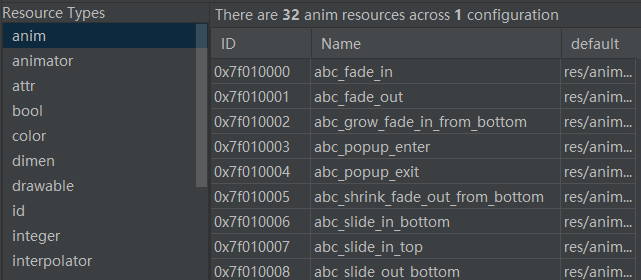 Resource Types
anim
animator
attr
bool
color
dimen
drawable
id
integer
interpolator
There are 32 anim resources across 1 configuration
ID Name default
0x7f010000 abc_fade_in res/anim...
0x7f010001 abc_fade_out res/anim...
0x7f010002 abc_grow_fade_in_from_bottom res/anim...
0x7f010003 abc_popup_enter res/anim...
0x7f010004 abc_popup_exit res/anim...
0x7f010005 abc_shrink_fade_out_from_bottom res/anim...
0x7f010006 abc_slide_in_bottom res/anim...
0x7f010007 abc_slide_in_top res/anim...
0x7f010008 abc_slide_out_bottom res/anim...